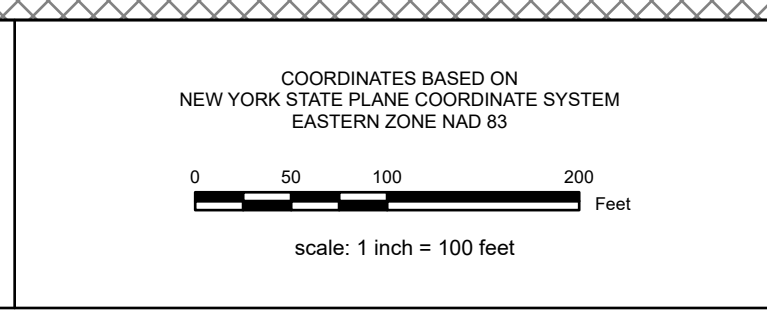 COORDINATES BASED ON
NEW YORK STATE PLANE COORDINATE SYSTEM
EASTERN ZONE NAD 83
0 50 100 200
Feet
scale: 1 inch = 100 feet